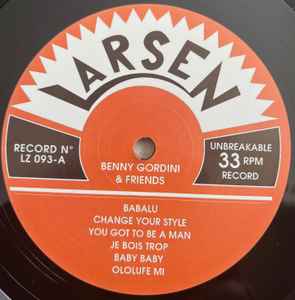 LARSEN
RECORD Nº
LZ 093-A
UNBREAKABLE
33 RPM
RECORD
BENNY GORDINI
& FRIENDS
BABALU
CHANGE YOUR STYLE
YOU GOT TO BE A MAN
JE BOIS TROP
BABY BABY
OLOLUFE MI